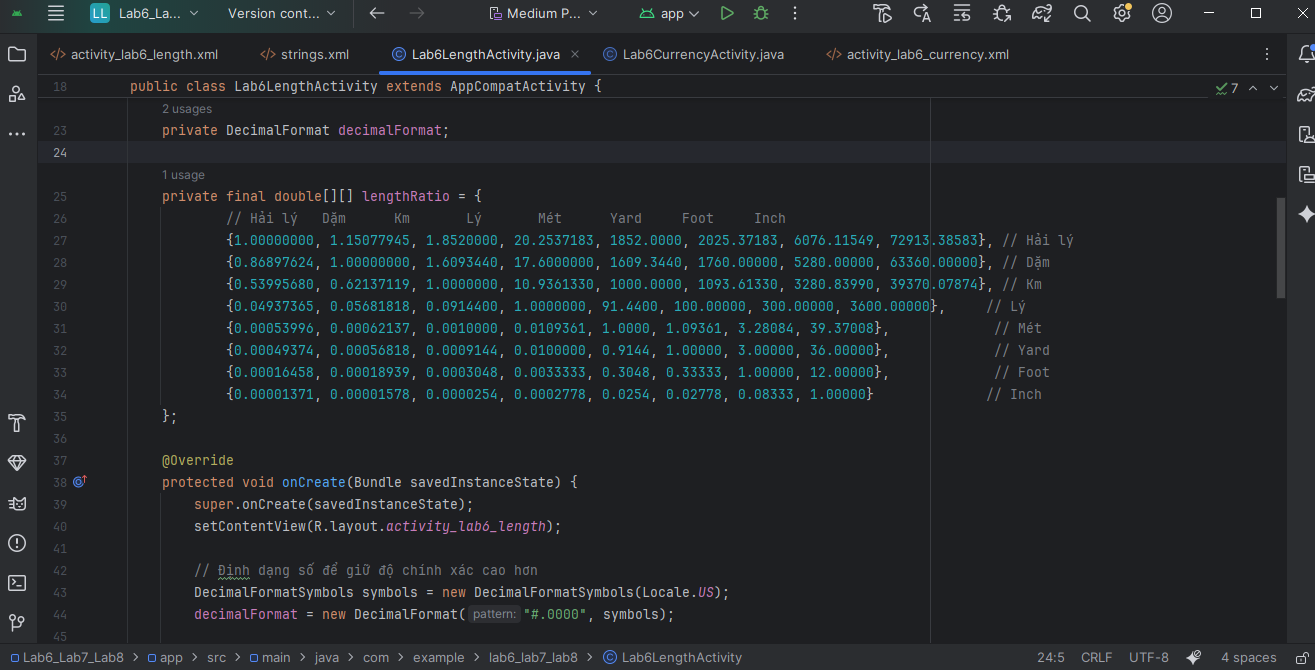 LL Lab6_La... Version cont... Medium P... app
activity_lab6_length.xml strings.xml Lab6LengthActivity.java Lab6CurrencyActivity.java activity_lab6_currency.xml
18 public class Lab6LengthActivity extends AppCompatActivity {
7
2 usages
23 private DecimalFormat decimalFormat;
24
1 usage
25 private final double[][] lengthRatio = {
26 // Hải lý Dặm Km Lý Mét Yard Foot Inch
27 {1.00000000, 1.15077945, 1.8520000, 20.2537183, 1852.0000, 2025.37183, 6076.11549, 72913.38583}, // Hải lý
28 {0.86897624, 1.00000000, 1.6093440, 17.6000000, 1609.3440, 1760.00000, 5280.00000, 63360.00000}, // Dặm
29 {0.53995680, 0.62137119, 1.0000000, 10.9361330, 1000.0000, 1093.61330, 3280.83990, 39370.07874}, // Km
30 {0.04937365, 0.05681818, 0.0914400, 1.0000000, 91.4400, 100.00000, 300.00000, 3600.00000}, // Lý
31 {0.00053996, 0.00062137, 0.0010000, 0.0109361, 1.0000, 1.09361, 3.28084, 39.37008}, // Mét
32 {0.00049374, 0.00056818, 0.0009144, 0.0100000, 0.9144, 1.00000, 3.00000, 36.00000}, // Yard
33 {0.00016458, 0.00018939, 0.0003048, 0.0033333, 0.3048, 0.33333, 1.00000, 12.00000}, // Foot
34 {0.00001371, 0.00001578, 0.0000254, 0.0002778, 0.0254, 0.02778, 0.08333, 1.00000} // Inch
35 };
36
37 @Override
38 protected void onCreate(Bundle savedInstanceState) {
39 super.onCreate(savedInstanceState);
40 setContentView(R.layout.activity_lab6_length);
41
42 // Định dạng số để giữ độ chính xác cao hơn
43 DecimalFormatSymbols symbols = new DecimalFormatSymbols(Locale.US);
44 decimalFormat = new DecimalFormat( pattern: "#.0000", symbols);
45
Lab6_Lab7_Lab8 > app > src > main > java > com > example > lab6_lab7_lab8 > Lab6LengthActivity 24:5 CRLF UTF-8 4 spaces